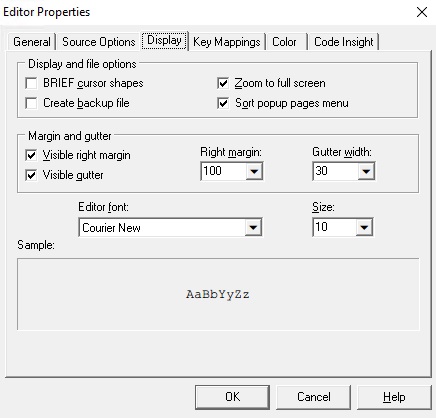 Editor Properties
General Source Options Display Key Mappings Color Code Insight
Display and file options
BRIEF cursor shapes Zoom to full screen
Create backup file Sort popup pages menu
Margin and gutter
Visible right margin Right margin: Gutter width:
Visible gutter 100 30
Editor font: Size:
Courier New 10
Sample:
AaBbYyZz
OK Cancel Help